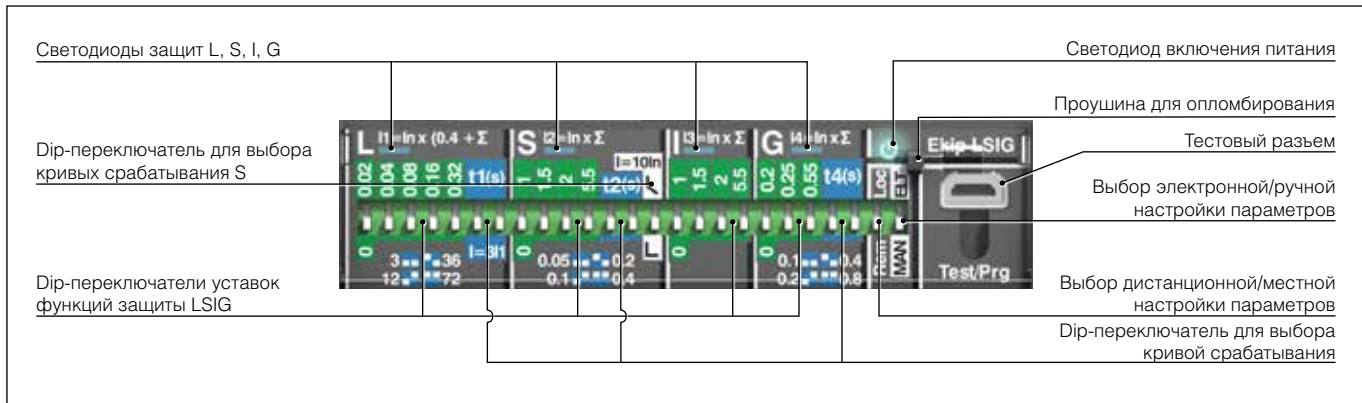 Светодиоды защит L, S, I, G
Светодиод включения питания
Проушина для опломбирования
Dip-переключатель для выбора
кривых срабатывания S
Тестовый разъем
Выбор электронной/ручной
настройки параметров
Dip-переключатели уставок
функций защиты LSIG
Выбор дистанционной/местной
настройки параметров
Dip-переключатель для выбора
кривой срабатывания
L I1=In x (0.4 + Σ
S I2=In x Σ
I I3=In x Σ
G I4=In x Σ
Ekip LSIG
I=10In
0.02 0.04 0.08 0.16 0.32 t1(s)
1 1.5 2 5.5 t2(s)
1 1.5 2 5.5
0.2 0.25 0.55 t4(s)
Loc ELT
0 I=3I1
0 L
0
0
Rem MAN
3 36
12 72
0.05 0.2
0.1 0.4
0.1 0.4
0.2 0.8
Test/Prg